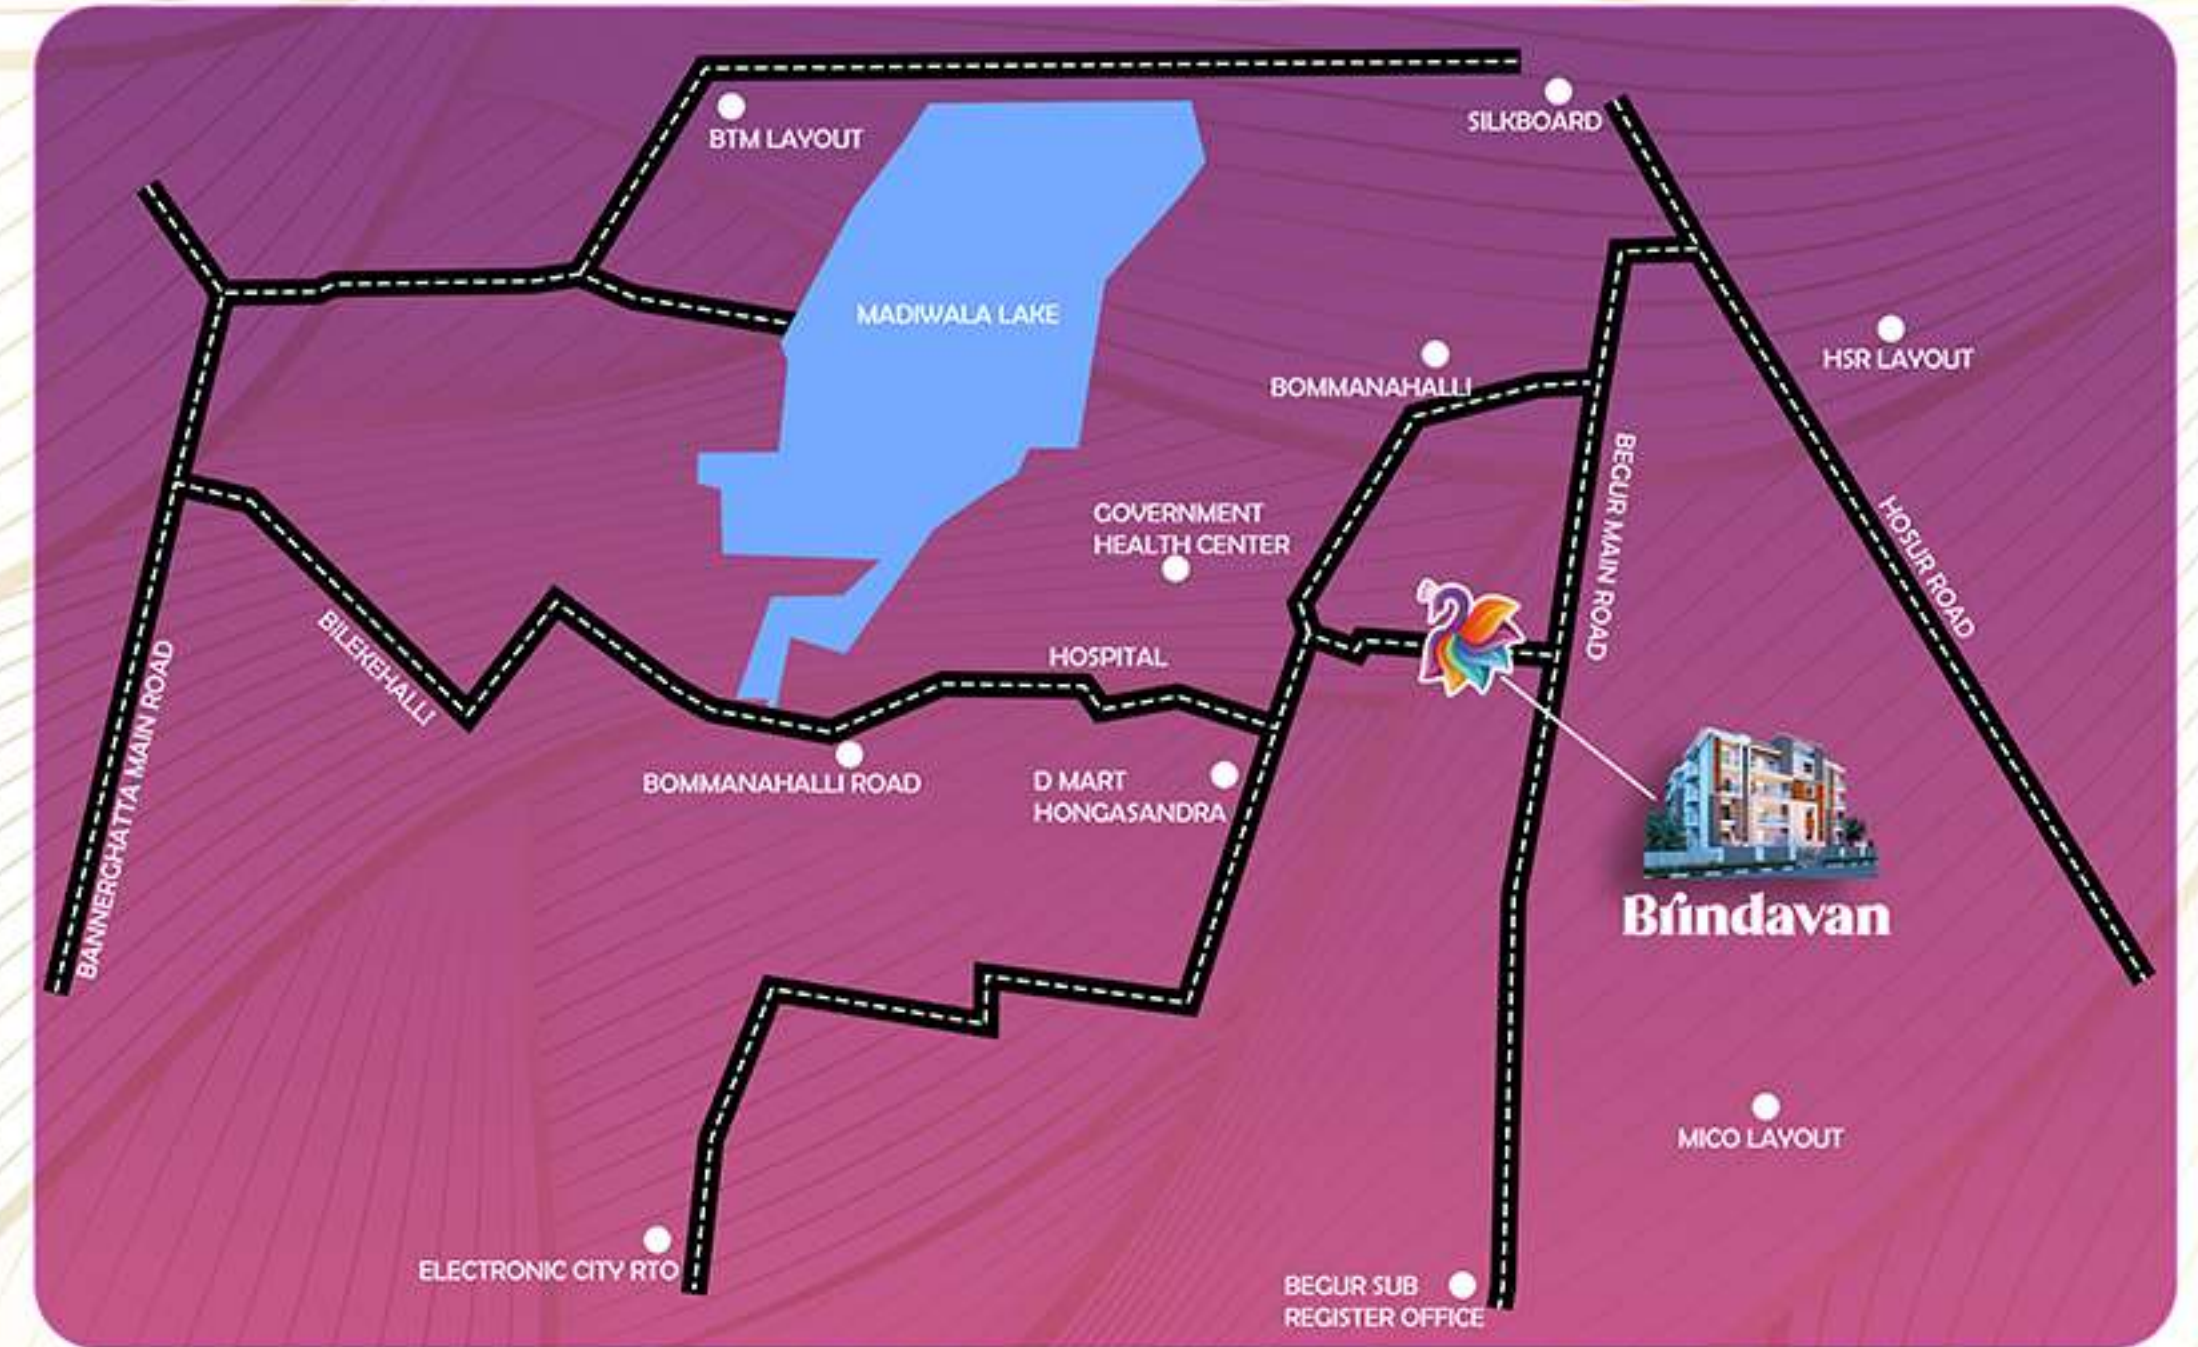 BTM LAYOUT
SILKBOARD
MADIWALA LAKE
HSR LAYOUT
BOMMANAHALLI
BEGUR MAIN ROAD
HOSUR ROAD
GOVERNMENT
HEALTH CENTER
BILEKEHALLI
BANNERGHATTA MAIN ROAD
HOSPITAL
BOMMANAHALLI ROAD
D MART
HONGASANDRA
Brindavan
MICO LAYOUT
ELECTRONIC CITY RTO
BEGUR SUB
REGISTER OFFICE